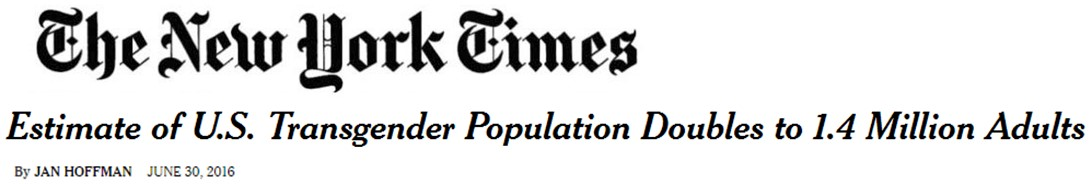 The New York Times
Estimate of U.S. Transgender Population Doubles to 1.4 Million Adults
By JAN HOFFMAN JUNE 30, 2016